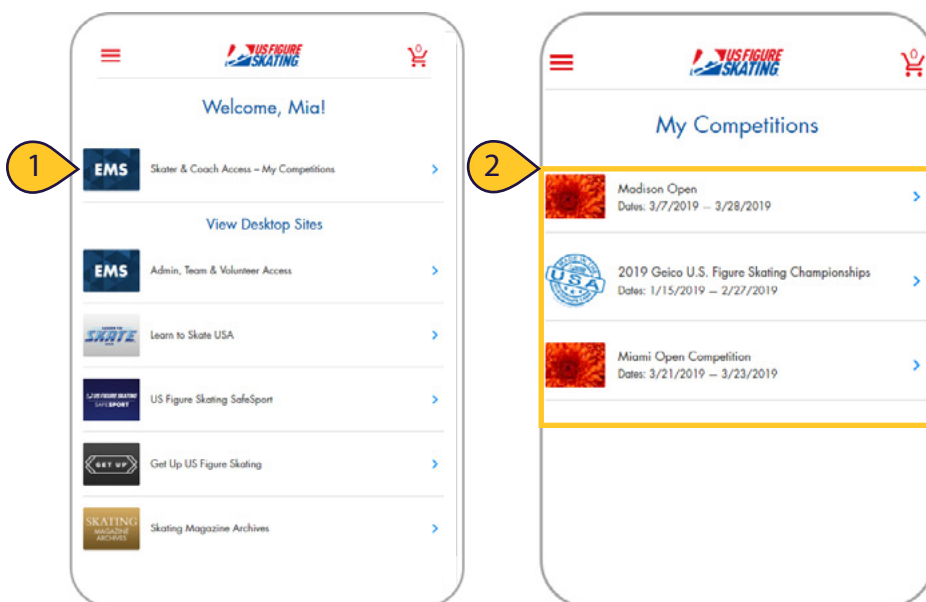 US FIGURE
SKATING
0
Welcome, Mia!
1
EMS
Skater & Coach Access – My Competitions
View Desktop Sites
EMS
Admin, Team & Volunteer Access
SKATE
Learn to Skate USA
US FIGURE SKATING
SAFESPORT
US Figure Skating SafeSport
GET UP
Get Up US Figure Skating
SKATING
MAGAZINE
ARCHIVES
Skating Magazine Archives
US FIGURE
SKATING
0
My Competitions
2
Madison Open
Dates: 3/7/2019 — 3/28/2019
MADE IN THE
USA
2019 Geico U.S. Figure Skating Championships
Dates: 1/15/2019 — 2/27/2019
Miami Open Competition
Dates: 3/21/2019 — 3/23/2019